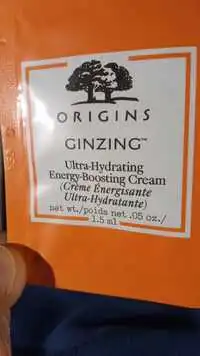 ORIGINS
GINZING™
Ultra-Hydrating
Energy-Boosting Cream
(Crème Énergisante
Ultra-Hydratante)
net wt./poids net .05 oz./
1.5 ml